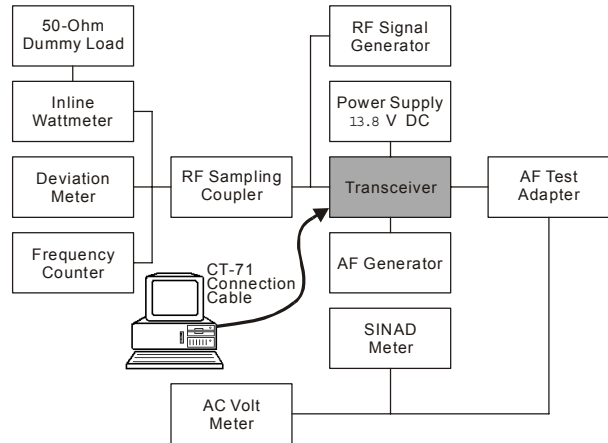 50-Ohm
Dummy Load
RF Signal
Generator
Inline
Wattmeter
Power Supply
13.8 V DC
Deviation
Meter
RF Sampling
Coupler
Transceiver
AF Test
Adapter
Frequency
Counter
CT-71
Connection
Cable
AF Generator
SINAD
Meter
AC Volt
Meter